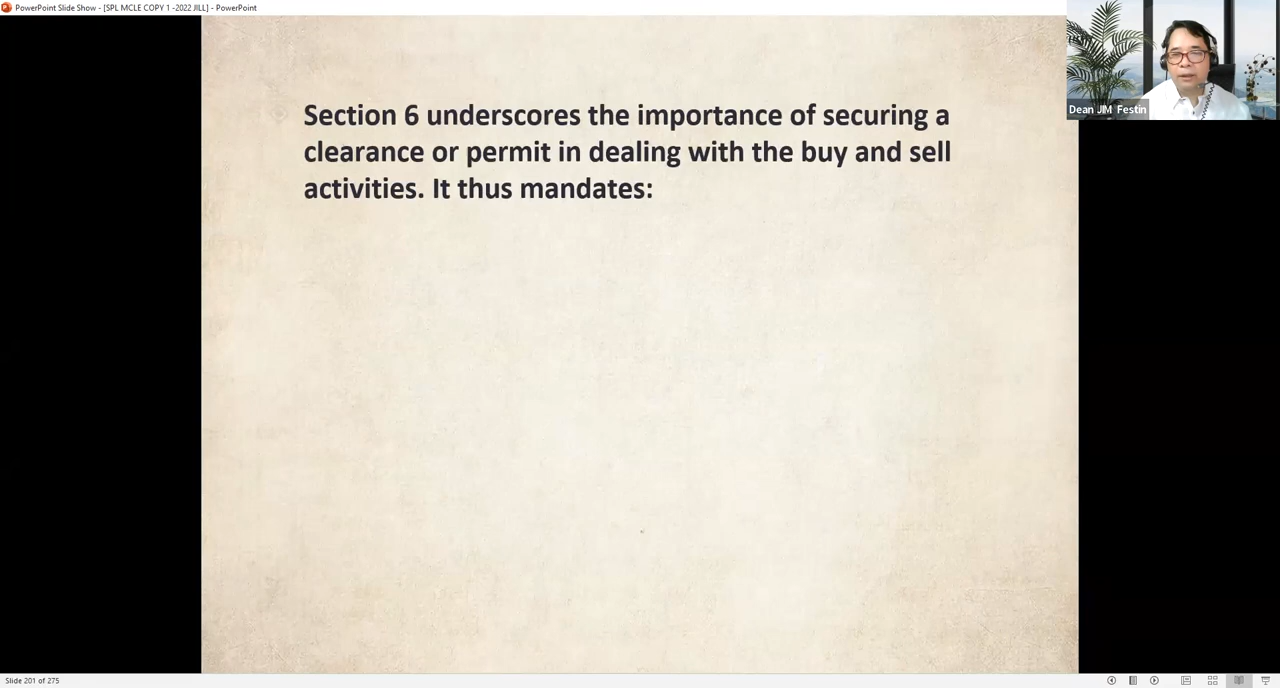 PowerPoint Slide Show - [SPL MCLE COPY 1 -2022 JILL] - PowerPoint
Dean JIM Festin
Section 6 underscores the importance of securing a
clearance or permit in dealing with the buy and sell
activities. It thus mandates:
Slide 201 of 275